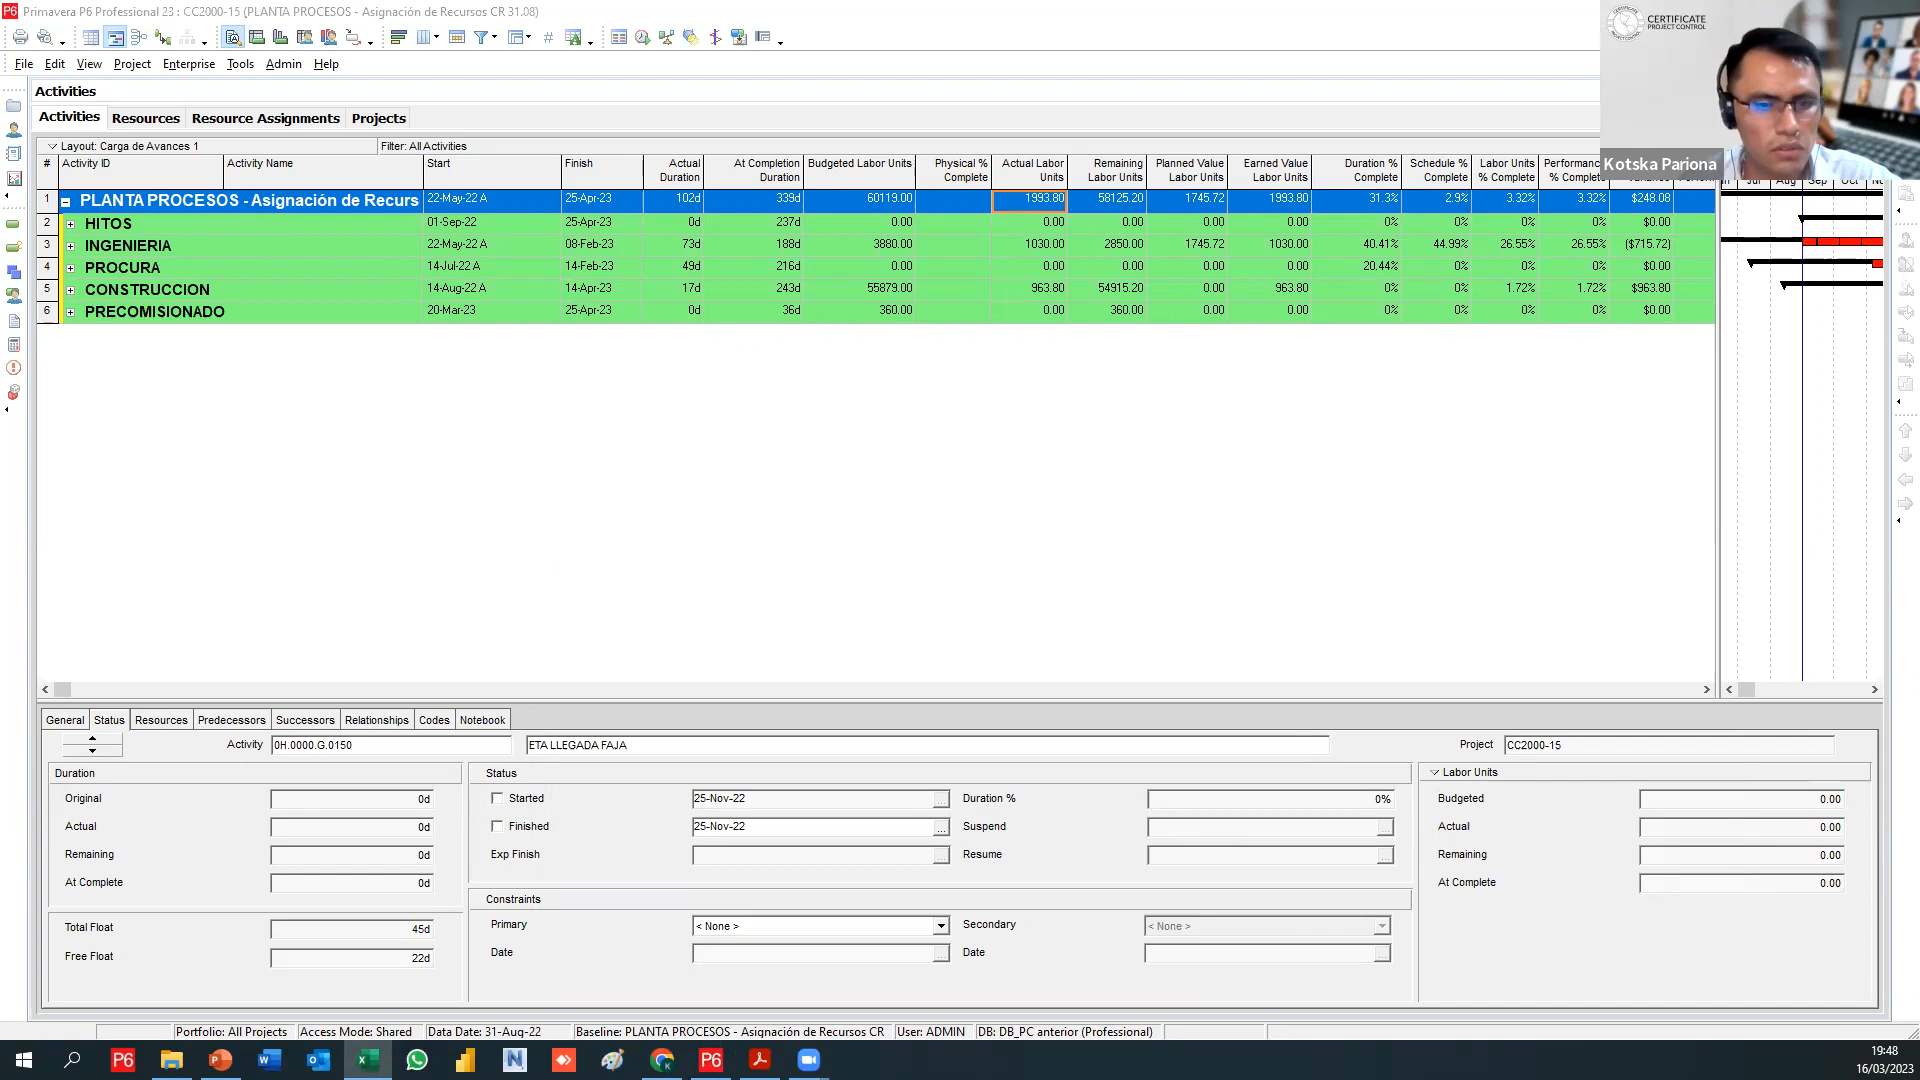 Primavera P6 Professional 23 : CC2000-15 (PLANTA PROCESOS - Asignación de Recursos CR 31.08)
CERTIFICATE
PROJECT CONTROL
File Edit View Project Enterprise Tools Admin Help
Activities
Activities Resources Resource Assignments Projects
Kotska Pariona
Layout: Carga de Avances 1 Filter: All Activities
# Activity ID Activity Name Start Finish Actual Duration At Completion Duration Budgeted Labor Units Physical % Complete Actual Labor Units Remaining Labor Units Planned Value Labor Units Earned Value Labor Units Duration % Complete Schedule % Complete Labor Units % Complete Performanc % Complete
Aug Sep Oct
1 PLANTA PROCESOS - Asignación de Recurs 22-May-22 A 25-Apr-23 102d 339d 60119.00 1993.80 58125.20 1745.72 1993.80 31.3% 2.9% 3.32% 3.32% $248.08
2 HITOS 01-Sep-22 25-Apr-23 0d 237d 0.00 0.00 0.00 0.00 0.00 0% 0% 0% 0% $0.00
3 INGENIERIA 22-May-22 A 08-Feb-23 73d 188d 3880.00 1030.00 2850.00 1745.72 1030.00 40.41% 44.99% 26.55% 26.55% ($715.72)
4 PROCURA 14-Jul-22 A 14-Feb-23 49d 216d 0.00 0.00 0.00 0.00 0.00 20.44% 0% 0% 0% $0.00
5 CONSTRUCCION 14-Aug-22 A 14-Apr-23 17d 243d 55879.00 963.80 54915.20 0.00 963.80 0% 0% 1.72% 1.72% $963.80
6 PRECOMISIONADO 20-Mar-23 25-Apr-23 0d 36d 360.00 0.00 360.00 0.00 0.00 0% 0% 0% 0% $0.00
General Status Resources Predecessors Successors Relationships Codes Notebook
Activity 0H.0000.G.0150 ETA LLEGADA FAJA Project CC2000-15
Duration Status Labor Units
Original 0d Started 25-Nov-22 Duration % 0% Budgeted 0.00
Actual 0d Finished 25-Nov-22 Suspend Actual 0.00
Remaining 0d Exp Finish Resume Remaining 0.00
At Complete 0d At Complete 0.00
Constraints
Total Float 45d Primary < None > Secondary < None >
Free Float 22d Date Date
Portfolio: All Projects Access Mode: Shared Data Date: 31-Aug-22 Baseline: PLANTA PROCESOS - Asignación de Recursos CR User: ADMIN DB: DB_PC anterior (Professional)
19:48
16/03/2023